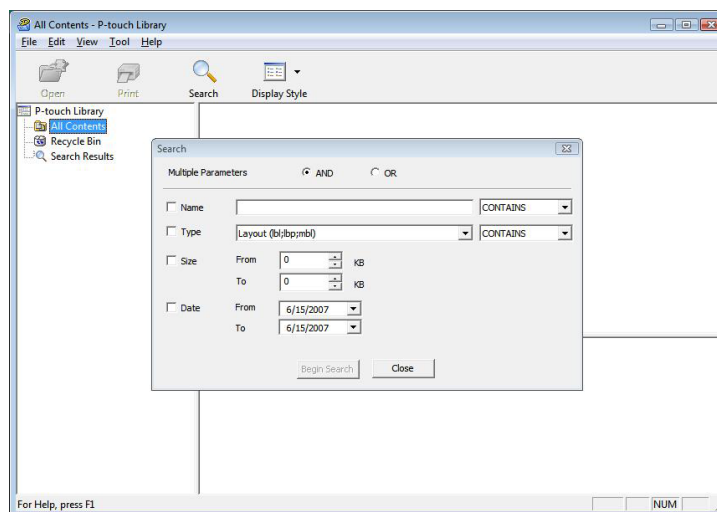 All Contents - P-touch Library
File Edit View Tool Help
Open Print Search Display Style
P-touch Library
All Contents
Recycle Bin
Search Results
Search
Multiple Parameters AND OR
Name CONTAINS
Type Layout (lbl;lbp;mbl) CONTAINS
Size From 0 KB
To 0 KB
Date From 6/15/2007
To 6/15/2007
Begin Search Close
For Help, press F1 NUM